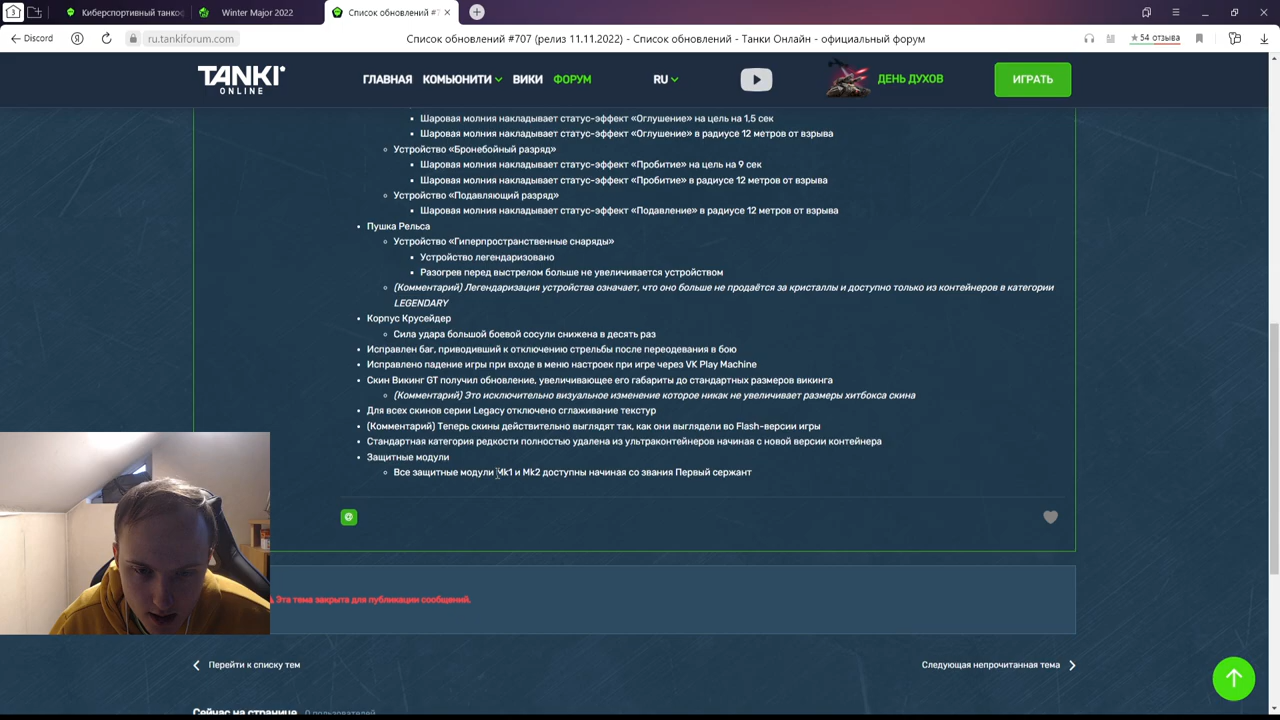 3
Киберспортивный танкос
Winter Major 2022
Список обновлений #7
Discord
ru.tankiforum.com
Список обновлений #707 (релиз 11.11.2022) - Список обновлений - Танки Онлайн - официальный форум
54 отзыва
TANKI ONLINE
ГЛАВНАЯ
КОМЬЮНИТИ
ВИКИ
ФОРУМ
RU
ДЕНЬ ДУХОВ
ИГРАТЬ
Шаровая молния накладывает статус-эффект «Оглушение» на цель на 1,5 сек
Шаровая молния накладывает статус-эффект «Оглушение» в радиусе 12 метров от взрыва
Устройство «Бронебойный разряд»
Шаровая молния накладывает статус-эффект «Пробитие» на цель на 9 сек
Шаровая молния накладывает статус-эффект «Пробитие» в радиусе 12 метров от взрыва
Устройство «Подавляющий разряд»
Шаровая молния накладывает статус-эффект «Подавление» в радиусе 12 метров от взрыва
Пушка Рельса
Устройство «Гиперпространственные снаряды»
Устройство легендаризовано
Разогрев перед выстрелом больше не увеличивается устройством
(Комментарий) Легендаризация устройства означает, что оно больше не продаётся за кристаллы и доступно только из контейнеров в категории
LEGENDARY
Корпус Крусейдер
Сила удара большой боевой сосули снижена в десять раз
Исправлен баг, приводивший к отключению стрельбы после переодевания в бою
Исправлено падение игры при входе в меню настроек при игре через VK Play Machine
Скин Викинг GT получил обновление, увеличивающее его габариты до стандартных размеров викинга
(Комментарий) Это исключительно визуальное изменение которое никак не увеличивает размеры хитбокса скина
Для всех скинов серии Legacy отключено сглаживание текстур
(Комментарий) Теперь скины действительно выглядят так, как они выглядели во Flash-версии игры
Стандартная категория редкости полностью удалена из ультраконтейнеров начиная с новой версии контейнера
Защитные модули
Все защитные модули Mk1 и Mk2 доступны начиная со звания Первый сержант
@
Эта тема закрыта для публикации сообщений.
Перейти к списку тем
Следующая непрочитанная тема
Сейчас на странице
0 пользователей